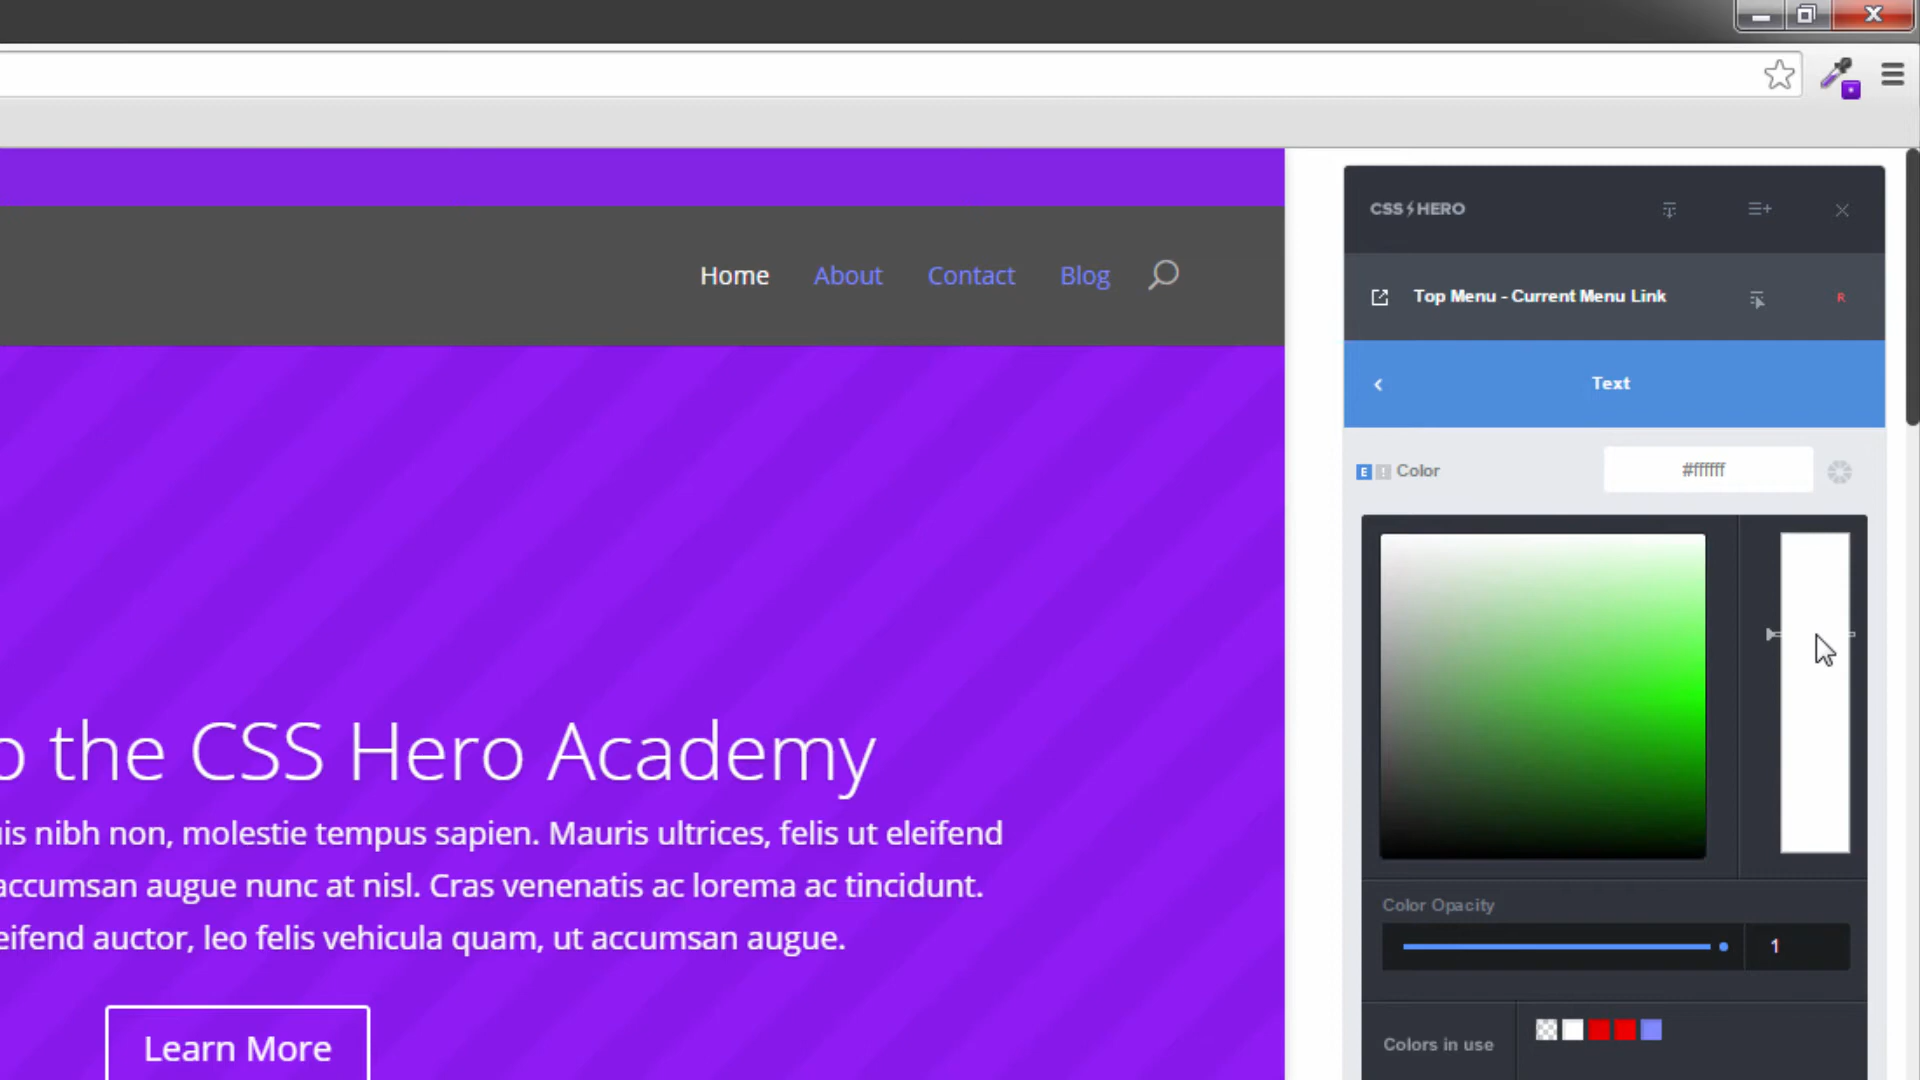 Home About Contact Blog
o the CSS Hero Academy
uis nibh non, molestie tempus sapien. Mauris ultrices, felis ut eleifend
accumsan augue nunc at nisl. Cras venenatis ac lorema ac tincidunt.
eifend auctor, leo felis vehicula quam, ut accumsan augue.
Learn More
CSS HERO
Top Menu - Current Menu Link
R
Text
E ! Color #ffffff
Color Opacity
1
Colors in use